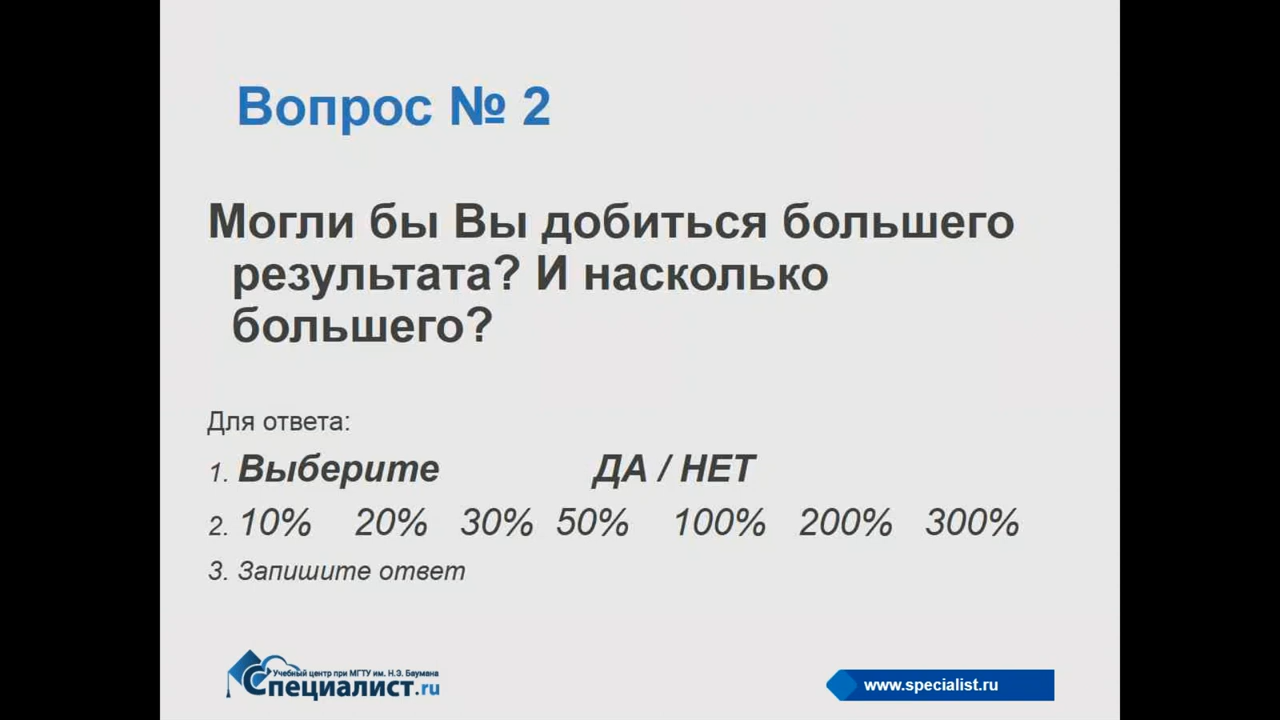 Вопрос № 2
Могли бы Вы добиться большего
результата? И насколько
большего?
Для ответа:
1. Выберите ДА / НЕТ
2. 10% 20% 30% 50% 100% 200% 300%
3. Запишите ответ
Учебный центр при МГТУ им. Н.Э. Баумана
Специалист.ru
www.specialist.ru